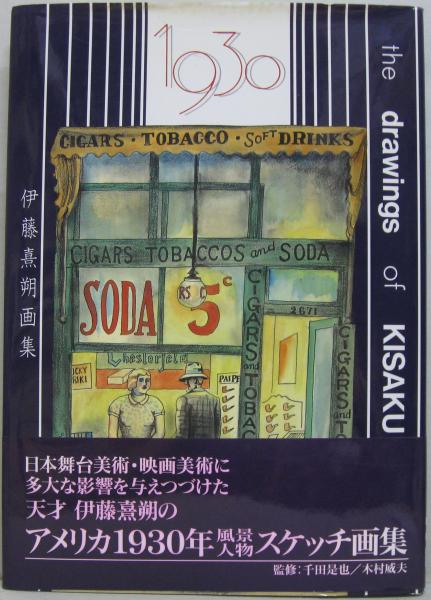 1930
the drawings of KISAKU
伊藤熹朔画集
CIGARS · TOBACCO · SOFT DRINKS
CIGARS TOBACCOS and SODA
SODA
5c
2671
CIGARS and TOBAC
CIGARS and
Chesterfield
日本舞台美術・映画美術に
多大な影響を与えつづけた
天才 伊藤熹朔の
アメリカ1930年風景人物スケッチ画集
監修:千田是也/木村威夫